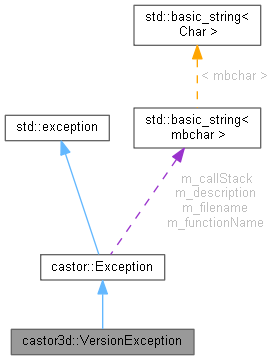 std::basic_string<
Char >
< mbchar >
std::exception
std::basic_string<
mbchar >
m_callStack
m_description
m_filename
m_functionName
castor::Exception
castor3d::VersionException